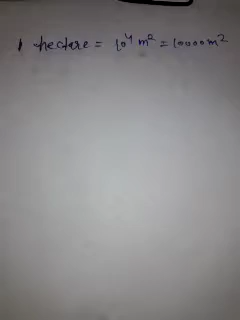 1 hectare = 10⁴ m² = 10000 m²